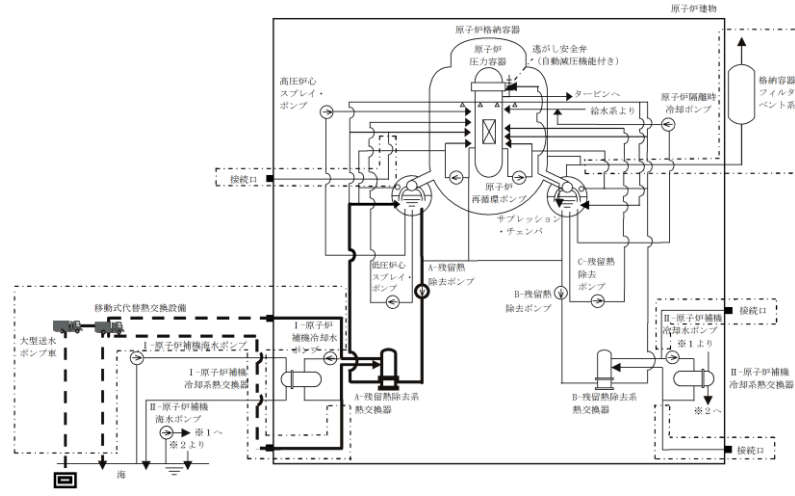 原子炉建物
原子炉格納容器
原子炉
圧力容器
逃がし安全弁
(自動減圧機能付き)
高圧炉心
スプレイ・
ポンプ
タービンへ
給水系より
原子炉隔離時
冷却ポンプ
格納容器
フィルタ
ベント系
接続口
原子炉
再循環ポンプ
サプレッション
・チェンバ
低圧炉心
スプレイ・
ポンプ
A-残留熱
除去ポンプ
B-残留熱
除去ポンプ
C-残留熱
除去
ポンプ
移動式代替熱交換設備
大型送水
ポンプ車
Ⅰ-原子炉補機海水ポンプ
Ⅰ-原子炉
補機冷却水
ポンプ
Ⅰ-原子炉補機
冷却系熱交換器
Ⅱ-原子炉補機
海水ポンプ
※1へ
※2より
海
A-残留熱除去系
熱交換器
B-残留熱除去系
熱交換器
接続口
Ⅱ-原子炉補機
冷却水ポンプ
※1より
Ⅱ-原子炉補機
冷却系熱交換器
※2へ
接続口